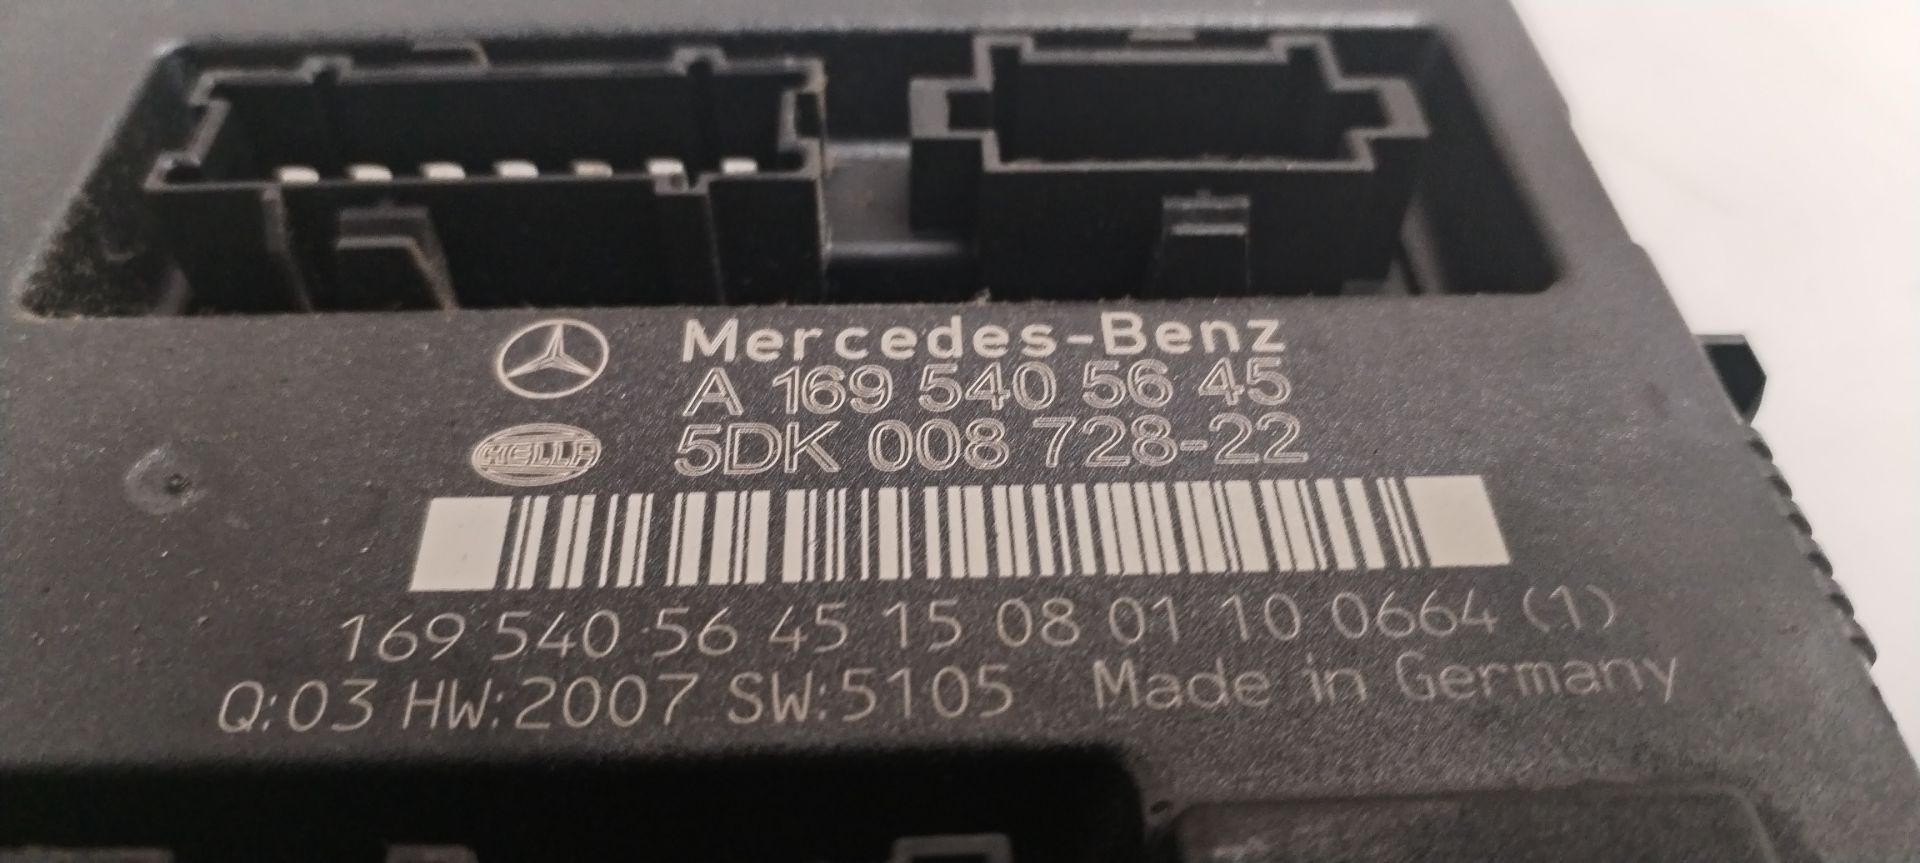 Mercedes-Benz
A 169 540 56 45
HELLA
5DK 008 728-22
169 540 56 45 15 08 01 10 0664 (1)
Q:03 HW:2007 SW:5105 Made in Germany